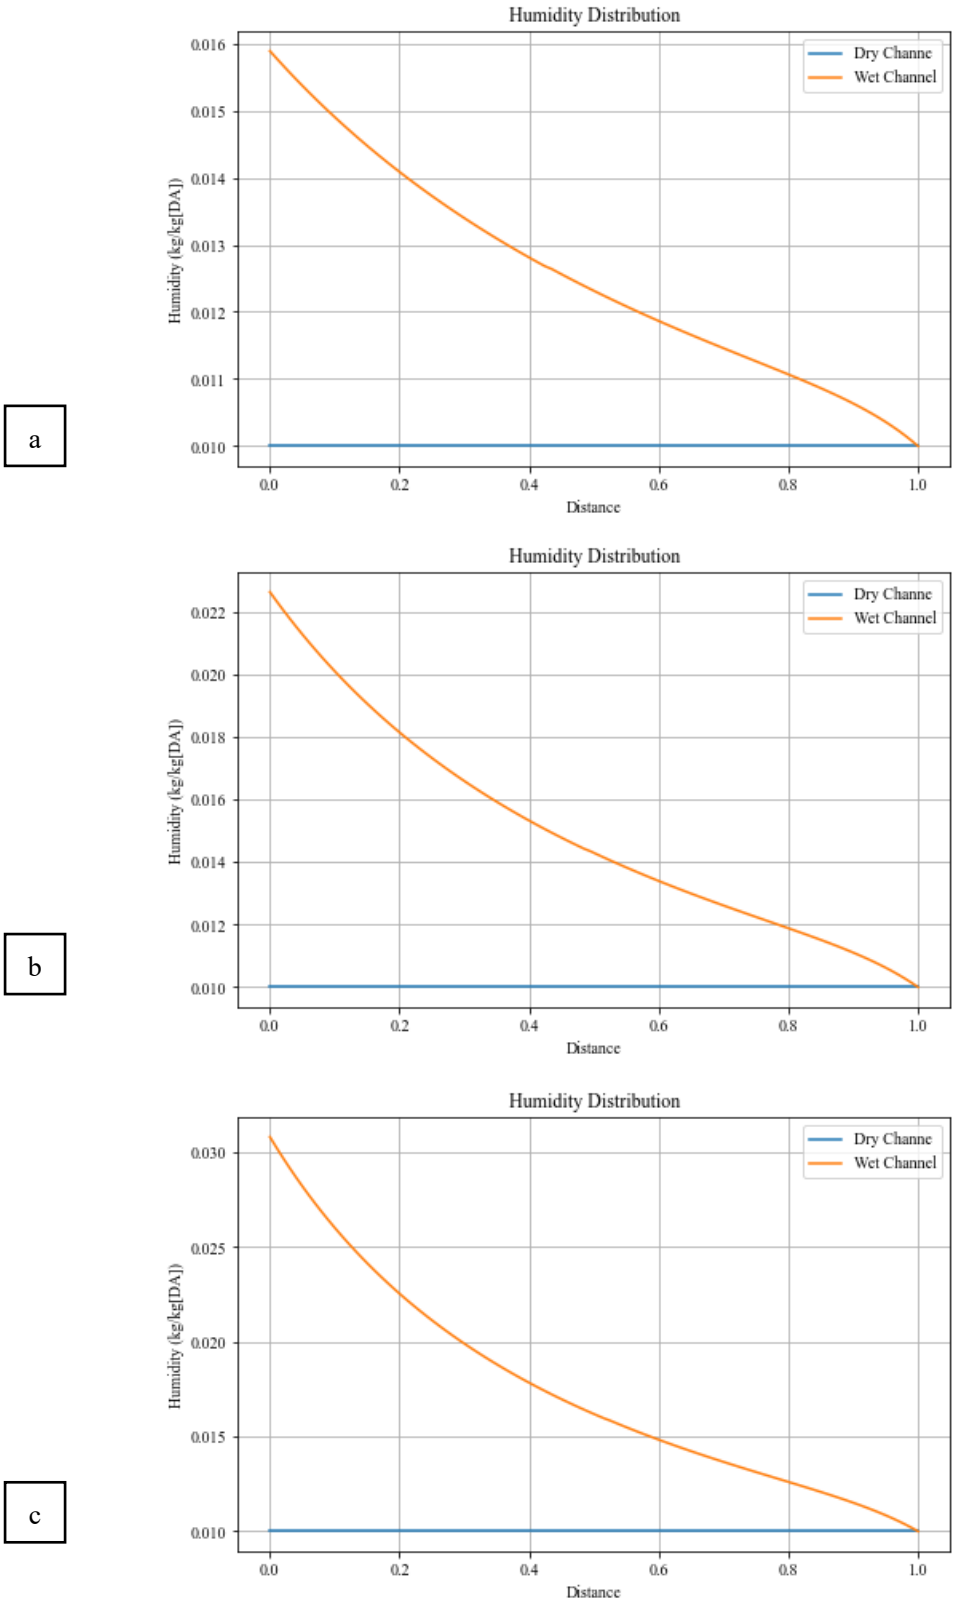 Humidity Distribution
Dry Channe
Wet Channel
0.016
0.015
0.014
0.013
0.012
0.011
0.010
Humidity (kg/kg[DA])
0.0 0.2 0.4 0.6 0.8 1.0
Distance
a
Humidity Distribution
Dry Channe
Wet Channel
0.022
0.020
0.018
0.016
0.014
0.012
0.010
Humidity (kg/kg[DA])
0.0 0.2 0.4 0.6 0.8 1.0
Distance
b
Humidity Distribution
Dry Channe
Wet Channel
0.030
0.025
0.020
0.015
0.010
Humidity (kg/kg[DA])
0.0 0.2 0.4 0.6 0.8 1.0
Distance
c